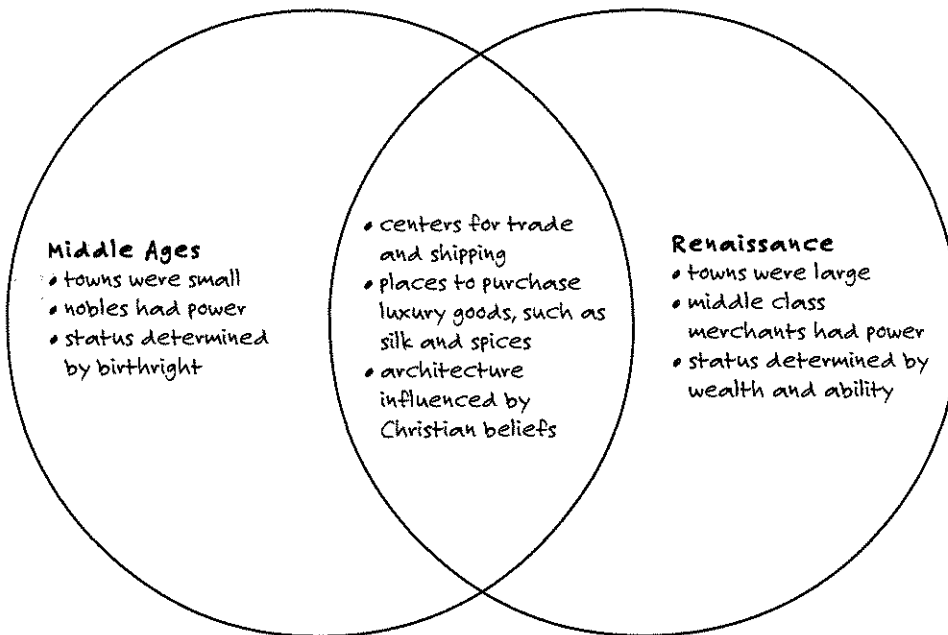 Middle Ages
• towns were small
• nobles had power
• status determined
by birthright
• centers for trade
and shipping
• places to purchase
luxury goods, such as
silk and spices
• architecture
influenced by
Christian beliefs
Renaissance
• towns were large
• middle class
merchants had power
• status determined by
wealth and ability